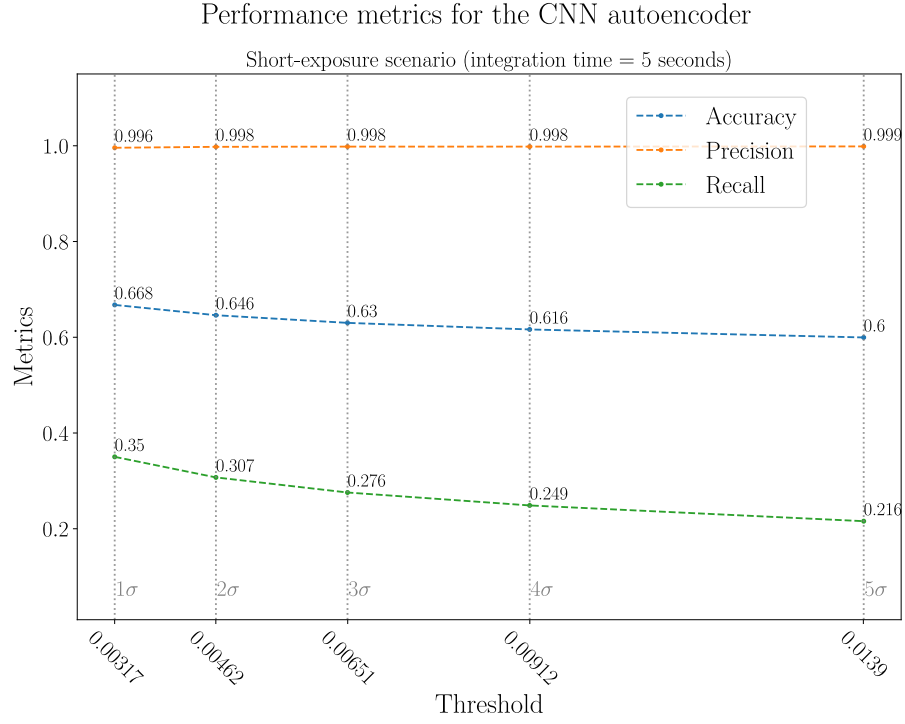 Performance metrics for the CNN autoencoder
Short-exposure scenario (integration time = 5 seconds)
Accuracy
Precision
Recall
1.0
0.8
0.6
0.4
0.2
Metrics
0.996
0.998
0.998
0.998
0.999
0.668
0.646
0.63
0.616
0.6
0.35
0.307
0.276
0.249
0.216
1σ
2σ
3σ
4σ
5σ
0.00317
0.00462
0.00651
0.00912
0.0139
Threshold